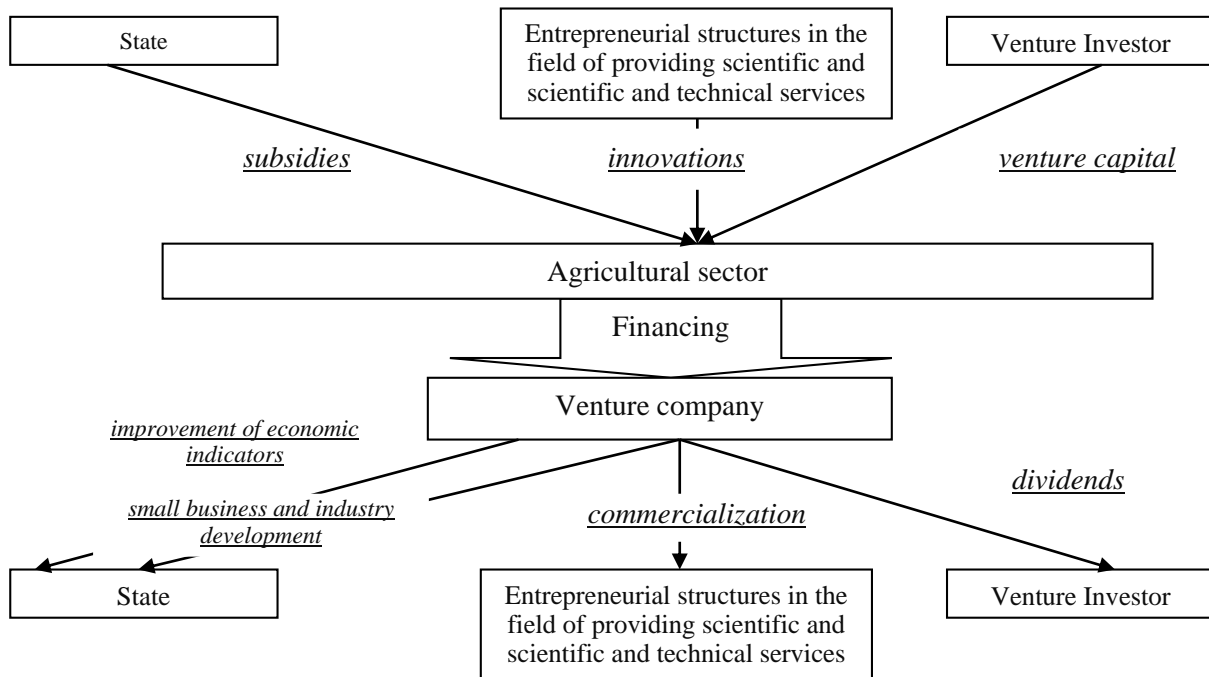 State
Entrepreneurial structures in the
field of providing scientific and
scientific and technical services
Venture Investor
subsidies
innovations
venture capital
Agricultural sector
Financing
Venture company
improvement of economic
indicators
small business and industry
development
commercialization
dividends
State
Entrepreneurial structures in the
field of providing scientific and
scientific and technical services
Venture Investor